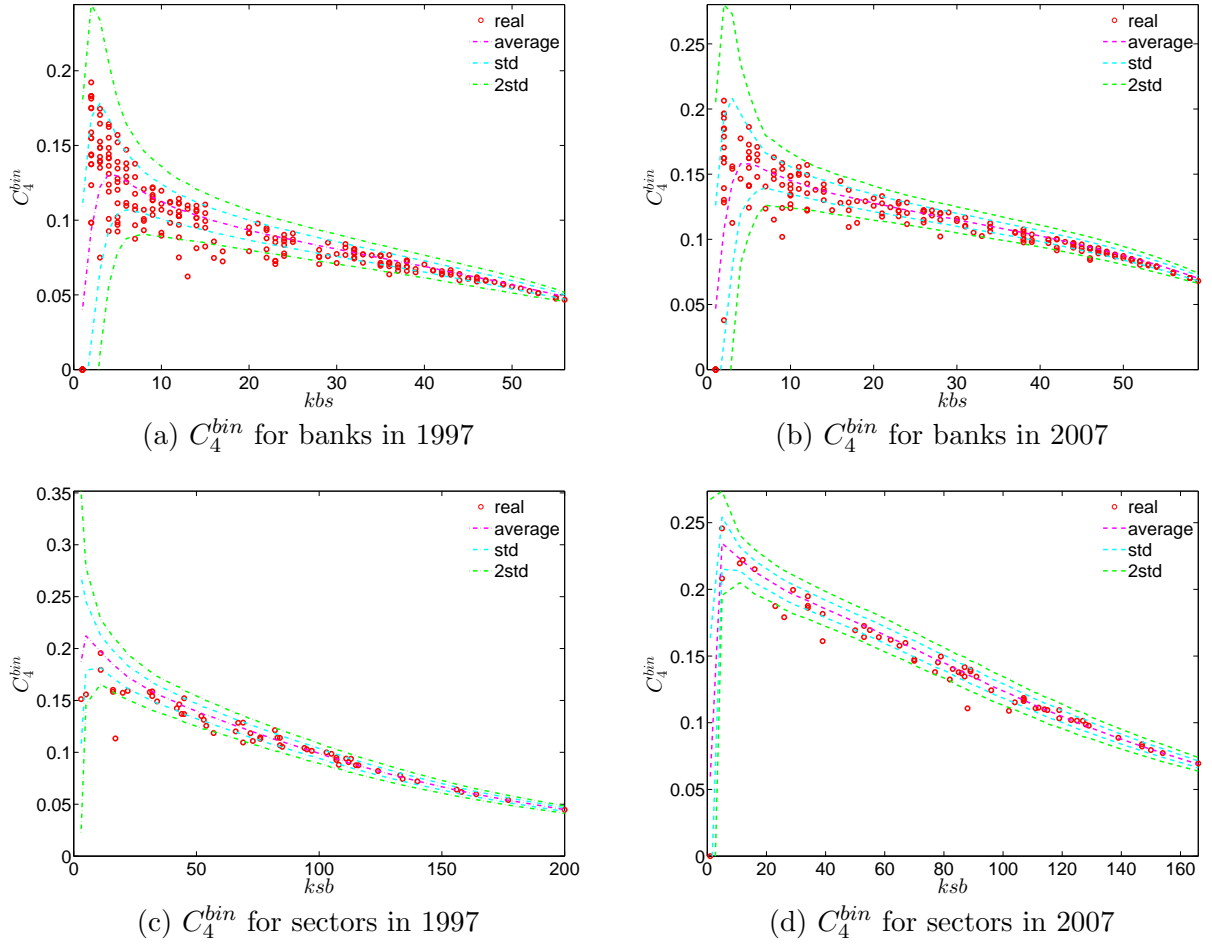 real
average
std
2std
0.2
0.15
0.1
0.05
0
C_4^{bin}
0 10 20 30 40 50
kbs
(a) C_4^{bin} for banks in 1997
real
average
std
2std
0.25
0.2
0.15
0.1
0.05
0
C_4^{bin}
0 10 20 30 40 50
kbs
(b) C_4^{bin} for banks in 2007
real
average
std
2std
0.35
0.3
0.25
0.2
0.15
0.1
0.05
0
C_4^{bin}
0 50 100 150 200
ksb
(c) C_4^{bin} for sectors in 1997
real
average
std
2std
0.25
0.2
0.15
0.1
0.05
0
C_4^{bin}
0 20 40 60 80 100 120 140 160
ksb
(d) C_4^{bin} for sectors in 2007